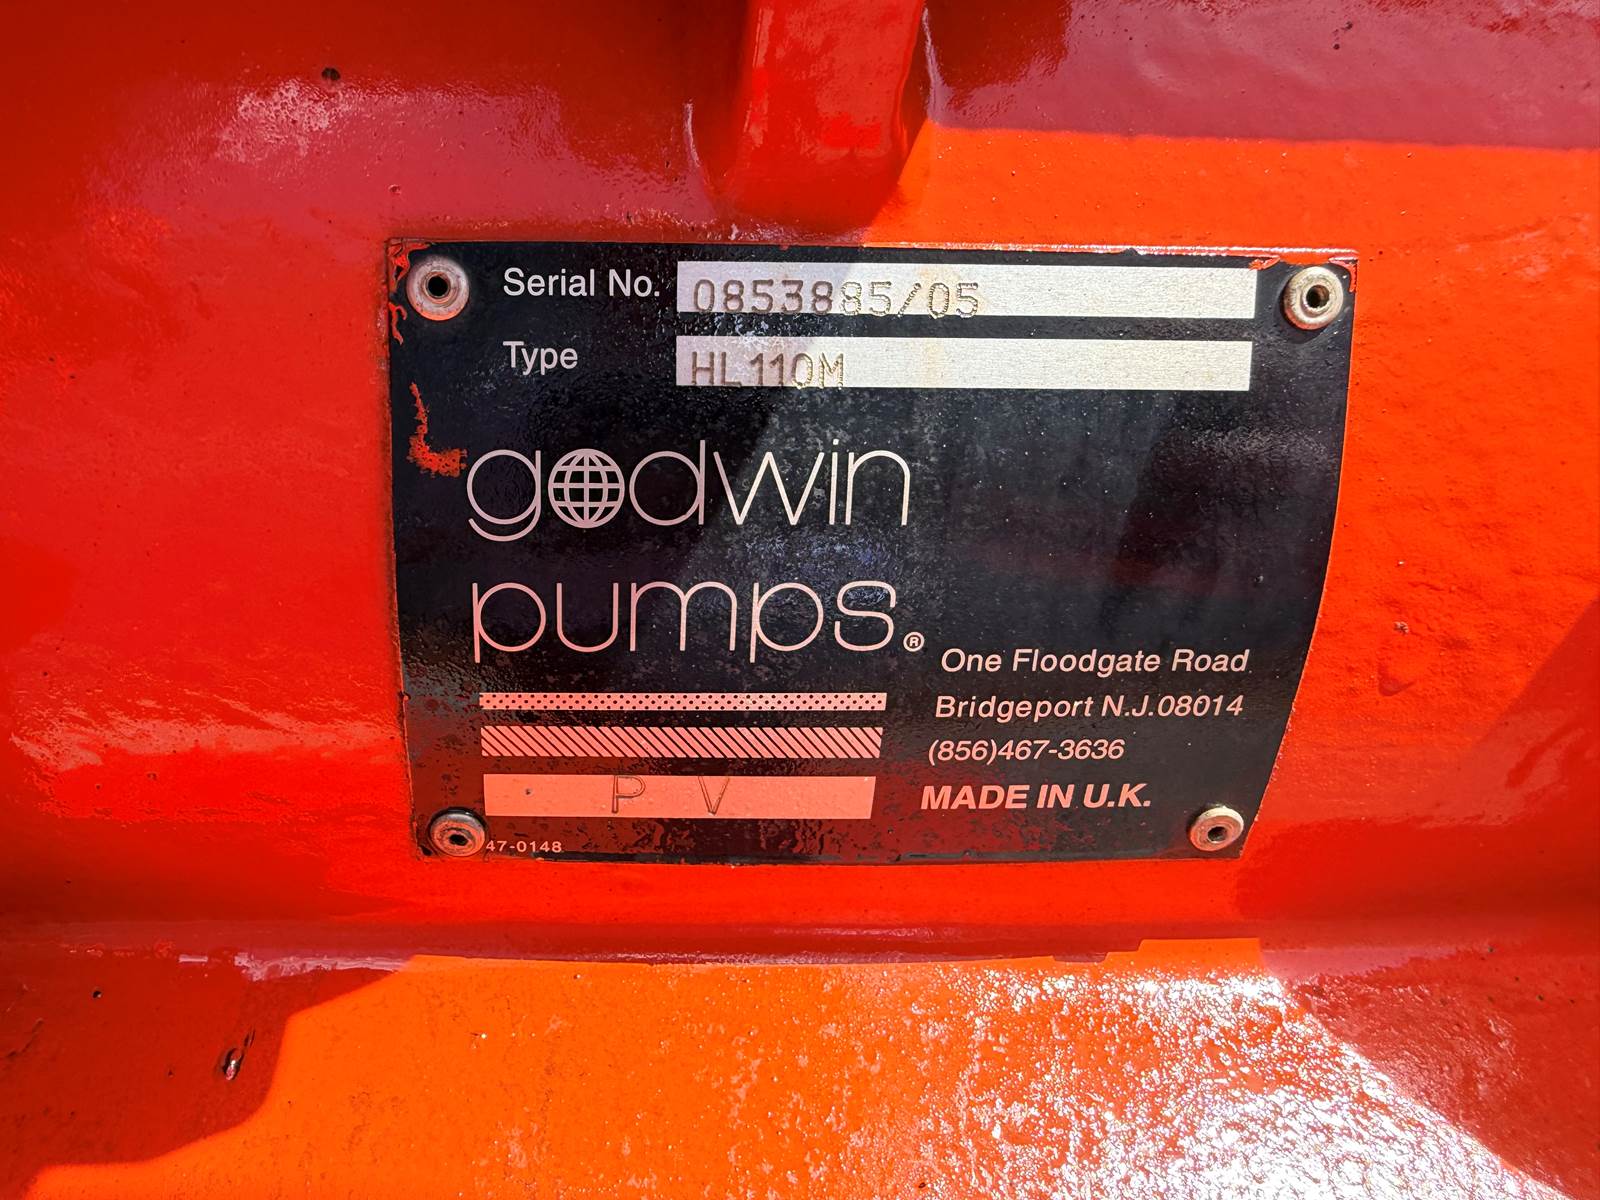 Serial No. 0853885/05
Type HL110M
godwin
pumps®
One Floodgate Road
Bridgeport N.J.08014
(856)467-3636
P V
MADE IN U.K.
47-0148